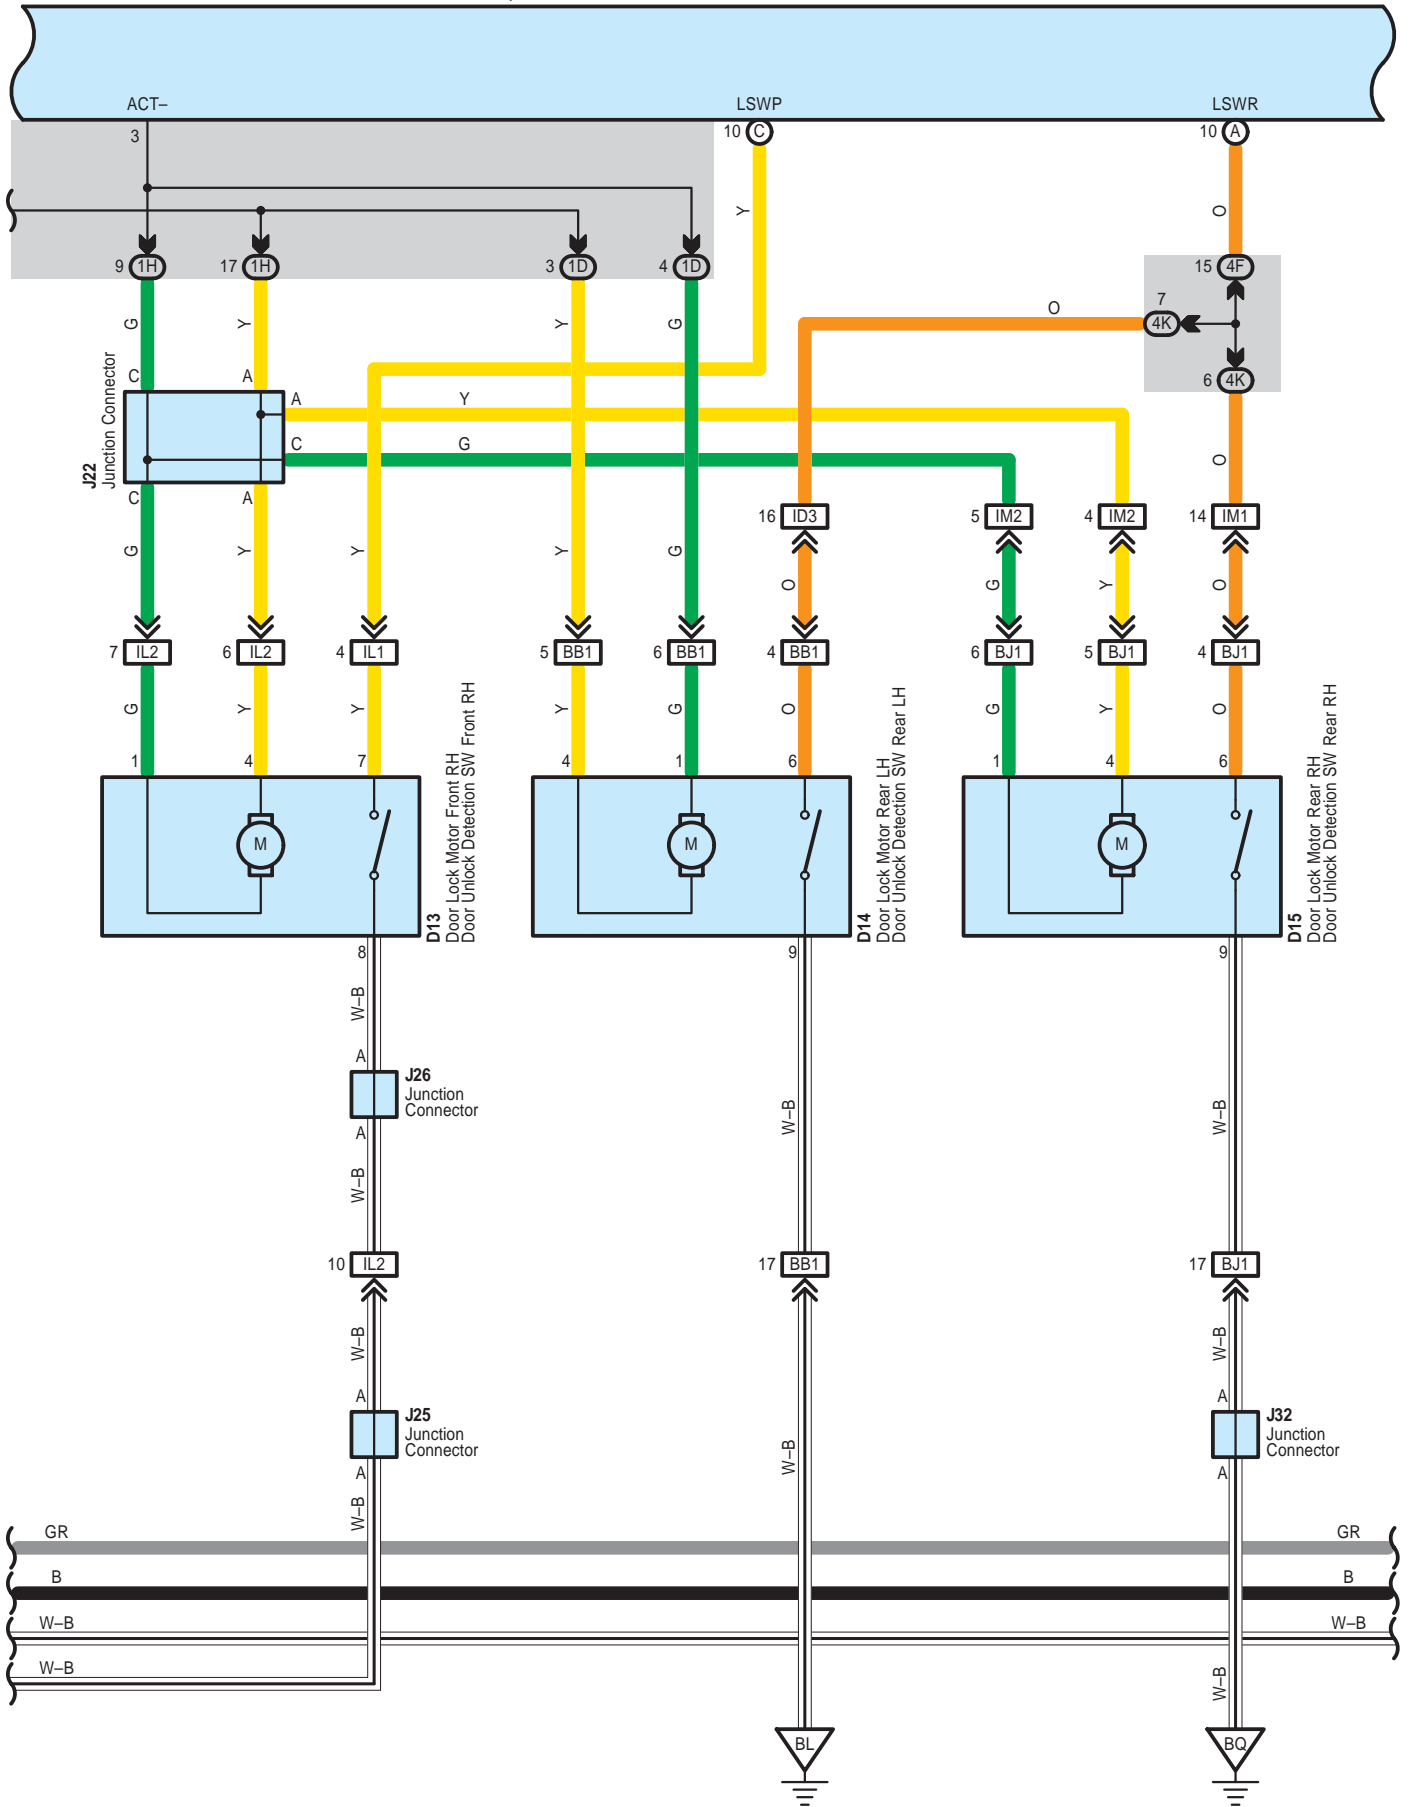 ACT–
LSWP
LSWR
3
10 C
10 A
Y
O
9 1H
17 1H
3 1D
4 1D
15 4F
7
4K
O
6 4K
G
Y
Y
G
C
A
J22
Junction Connector
A
Y
C
G
C
A
O
16 ID3
5 IM2
4 IM2
14 IM1
G
Y
Y
Y
G
O
G
Y
O
7 IL2
6 IL2
4 IL1
5 BB1
6 BB1
4 BB1
6 BJ1
5 BJ1
4 BJ1
G
Y
Y
Y
G
O
G
Y
O
1
4
7
4
1
6
1
4
6
M
M
M
D13
Door Lock Motor Front RH
Door Unlock Detection SW Front RH
D14
Door Lock Motor Rear LH
Door Unlock Detection SW Rear LH
D15
Door Lock Motor Rear RH
Door Unlock Detection SW Rear RH
8
9
9
W–B
A
J26
Junction
Connector
A
W–B
W–B
W–B
10 IL2
17 BB1
17 BJ1
W–B
W–B
A
A
J25
Junction
Connector
J32
Junction
Connector
W–B
A
A
W–B
GR
GR
B
B
W–B
W–B
W–B
W–B
BL
BQ